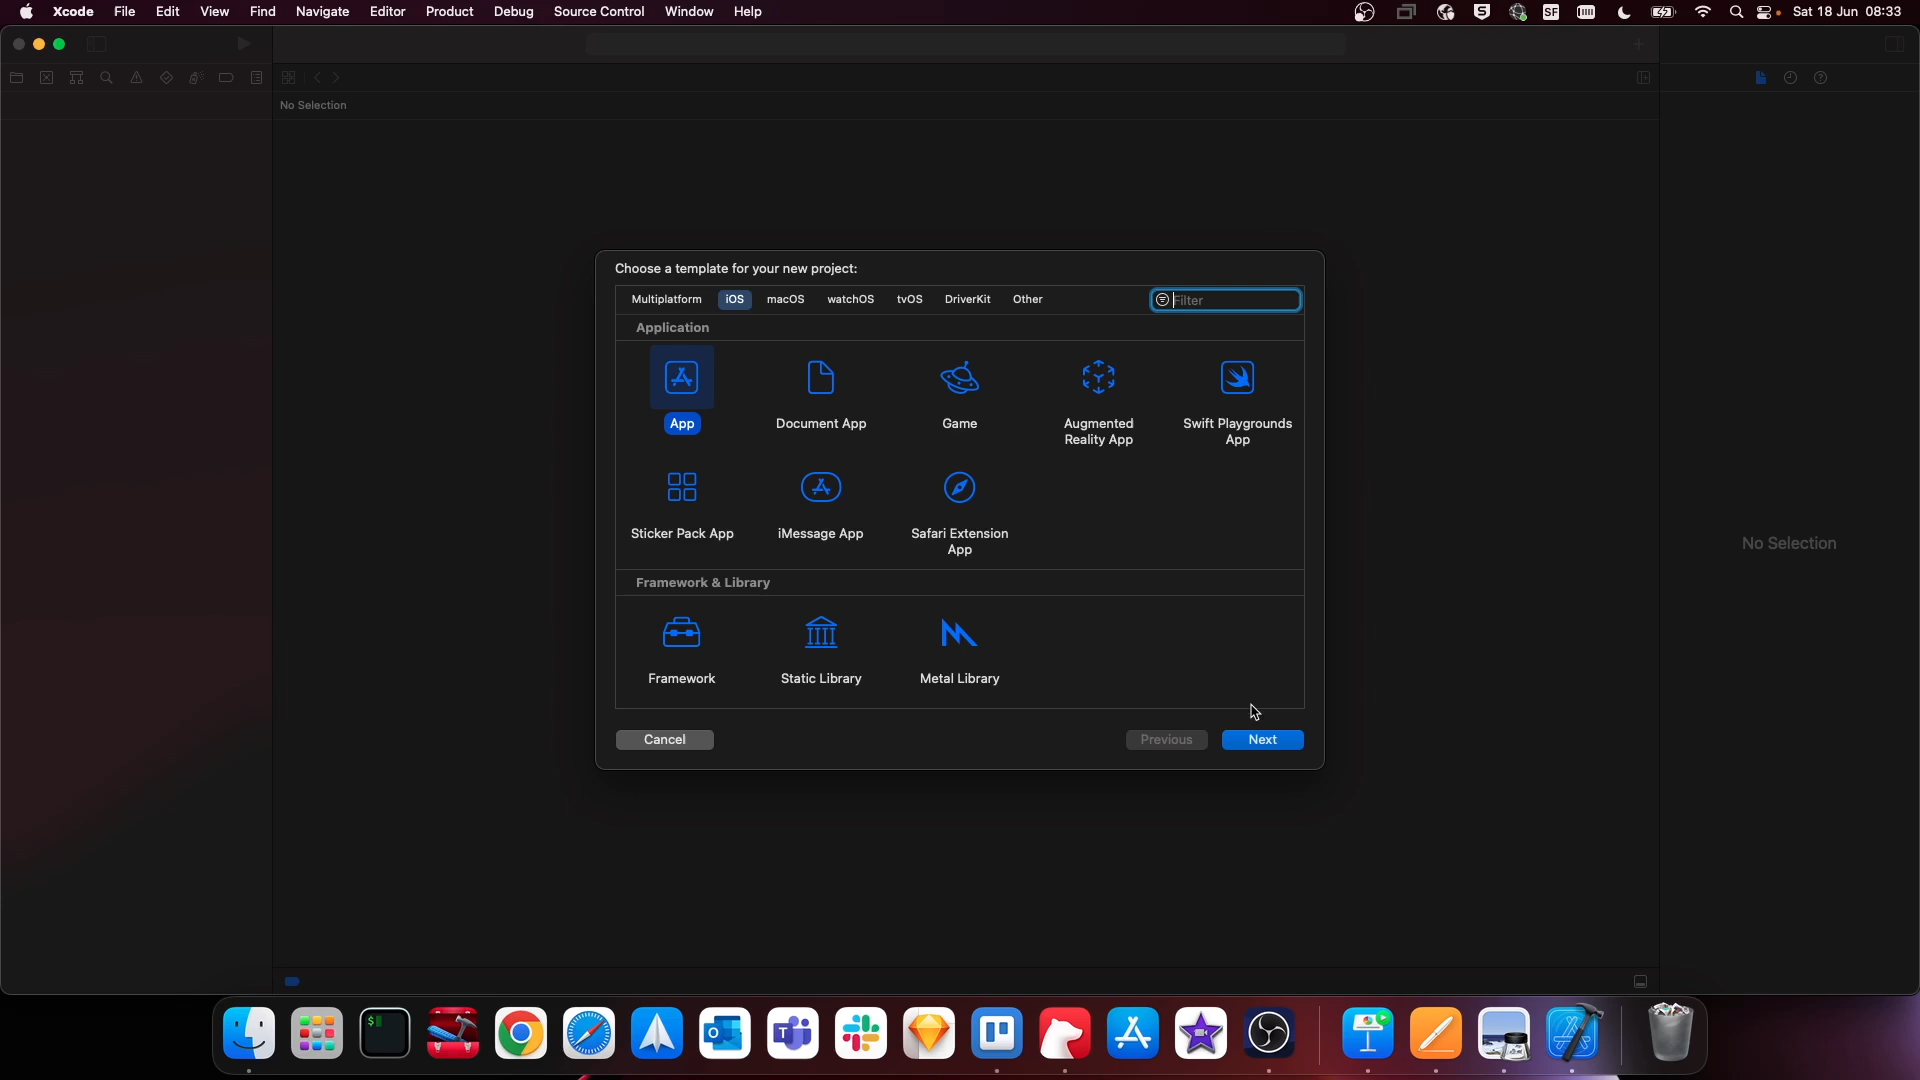 Xcode File Edit View Find Navigate Editor Product Debug Source Control Window Help
SF
Sat 18 Jun 08:33
No Selection
Choose a template for your new project:
Multiplatform iOS macOS watchOS tvOS DriverKit Other
Filter
Application
App Document App Game Augmented Reality App Swift Playgrounds App
Sticker Pack App iMessage App Safari Extension App
Framework & Library
Framework Static Library Metal Library
Cancel Previous Next
No Selection